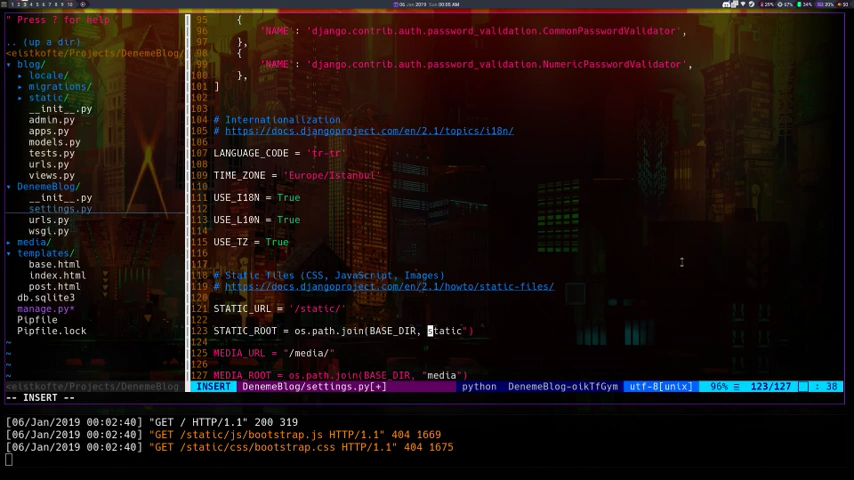 06 Jan 2019 Sun 00:05 AM
" Press ? for help
.. (up a dir)
<eistkofte/Projects/DenemeBlog/
▾ blog/
▸ locale/
▸ migrations/
▸ static/
__init__.py
admin.py
apps.py
models.py
tests.py
urls.py
views.py
▾ DenemeBlog/
__init__.py
settings.py
urls.py
wsgi.py
▸ media/
▾ templates/
base.html
index.html
post.html
db.sqlite3
manage.py*
Pipfile
Pipfile.lock
~
~
~
~
95 {
96 'NAME': 'django.contrib.auth.password_validation.CommonPasswordValidator',
97 },
98 {
99 'NAME': 'django.contrib.auth.password_validation.NumericPasswordValidator',
100 },
101 ]
102
103
104 # Internationalization
105 # https://docs.djangoproject.com/en/2.1/topics/i18n/
106
107 LANGUAGE_CODE = 'tr-tr'
108
109 TIME_ZONE = 'Europe/Istanbul'
110
111 USE_I18N = True
112
113 USE_L10N = True
114
115 USE_TZ = True
116
117
118 # Static files (CSS, JavaScript, Images)
119 # https://docs.djangoproject.com/en/2.1/howto/static-files/
120
121 STATIC_URL = '/static/'
122
123 STATIC_ROOT = os.path.join(BASE_DIR, static")
124
125 MEDIA_URL = "/media/"
126
127 MEDIA_ROOT = os.path.join(BASE_DIR, "media")
<eistkofte/Projects/DenemeBlog
INSERT DenemeBlog/settings.py[+] python DenemeBlog-oikTfGym utf-8[unix] 96% ≡ 123/127 : 38
-- INSERT --
[06/Jan/2019 00:02:40] "GET / HTTP/1.1" 200 319
[06/Jan/2019 00:02:40] "GET /static/js/bootstrap.js HTTP/1.1" 404 1669
[06/Jan/2019 00:02:40] "GET /static/css/bootstrap.css HTTP/1.1" 404 1675